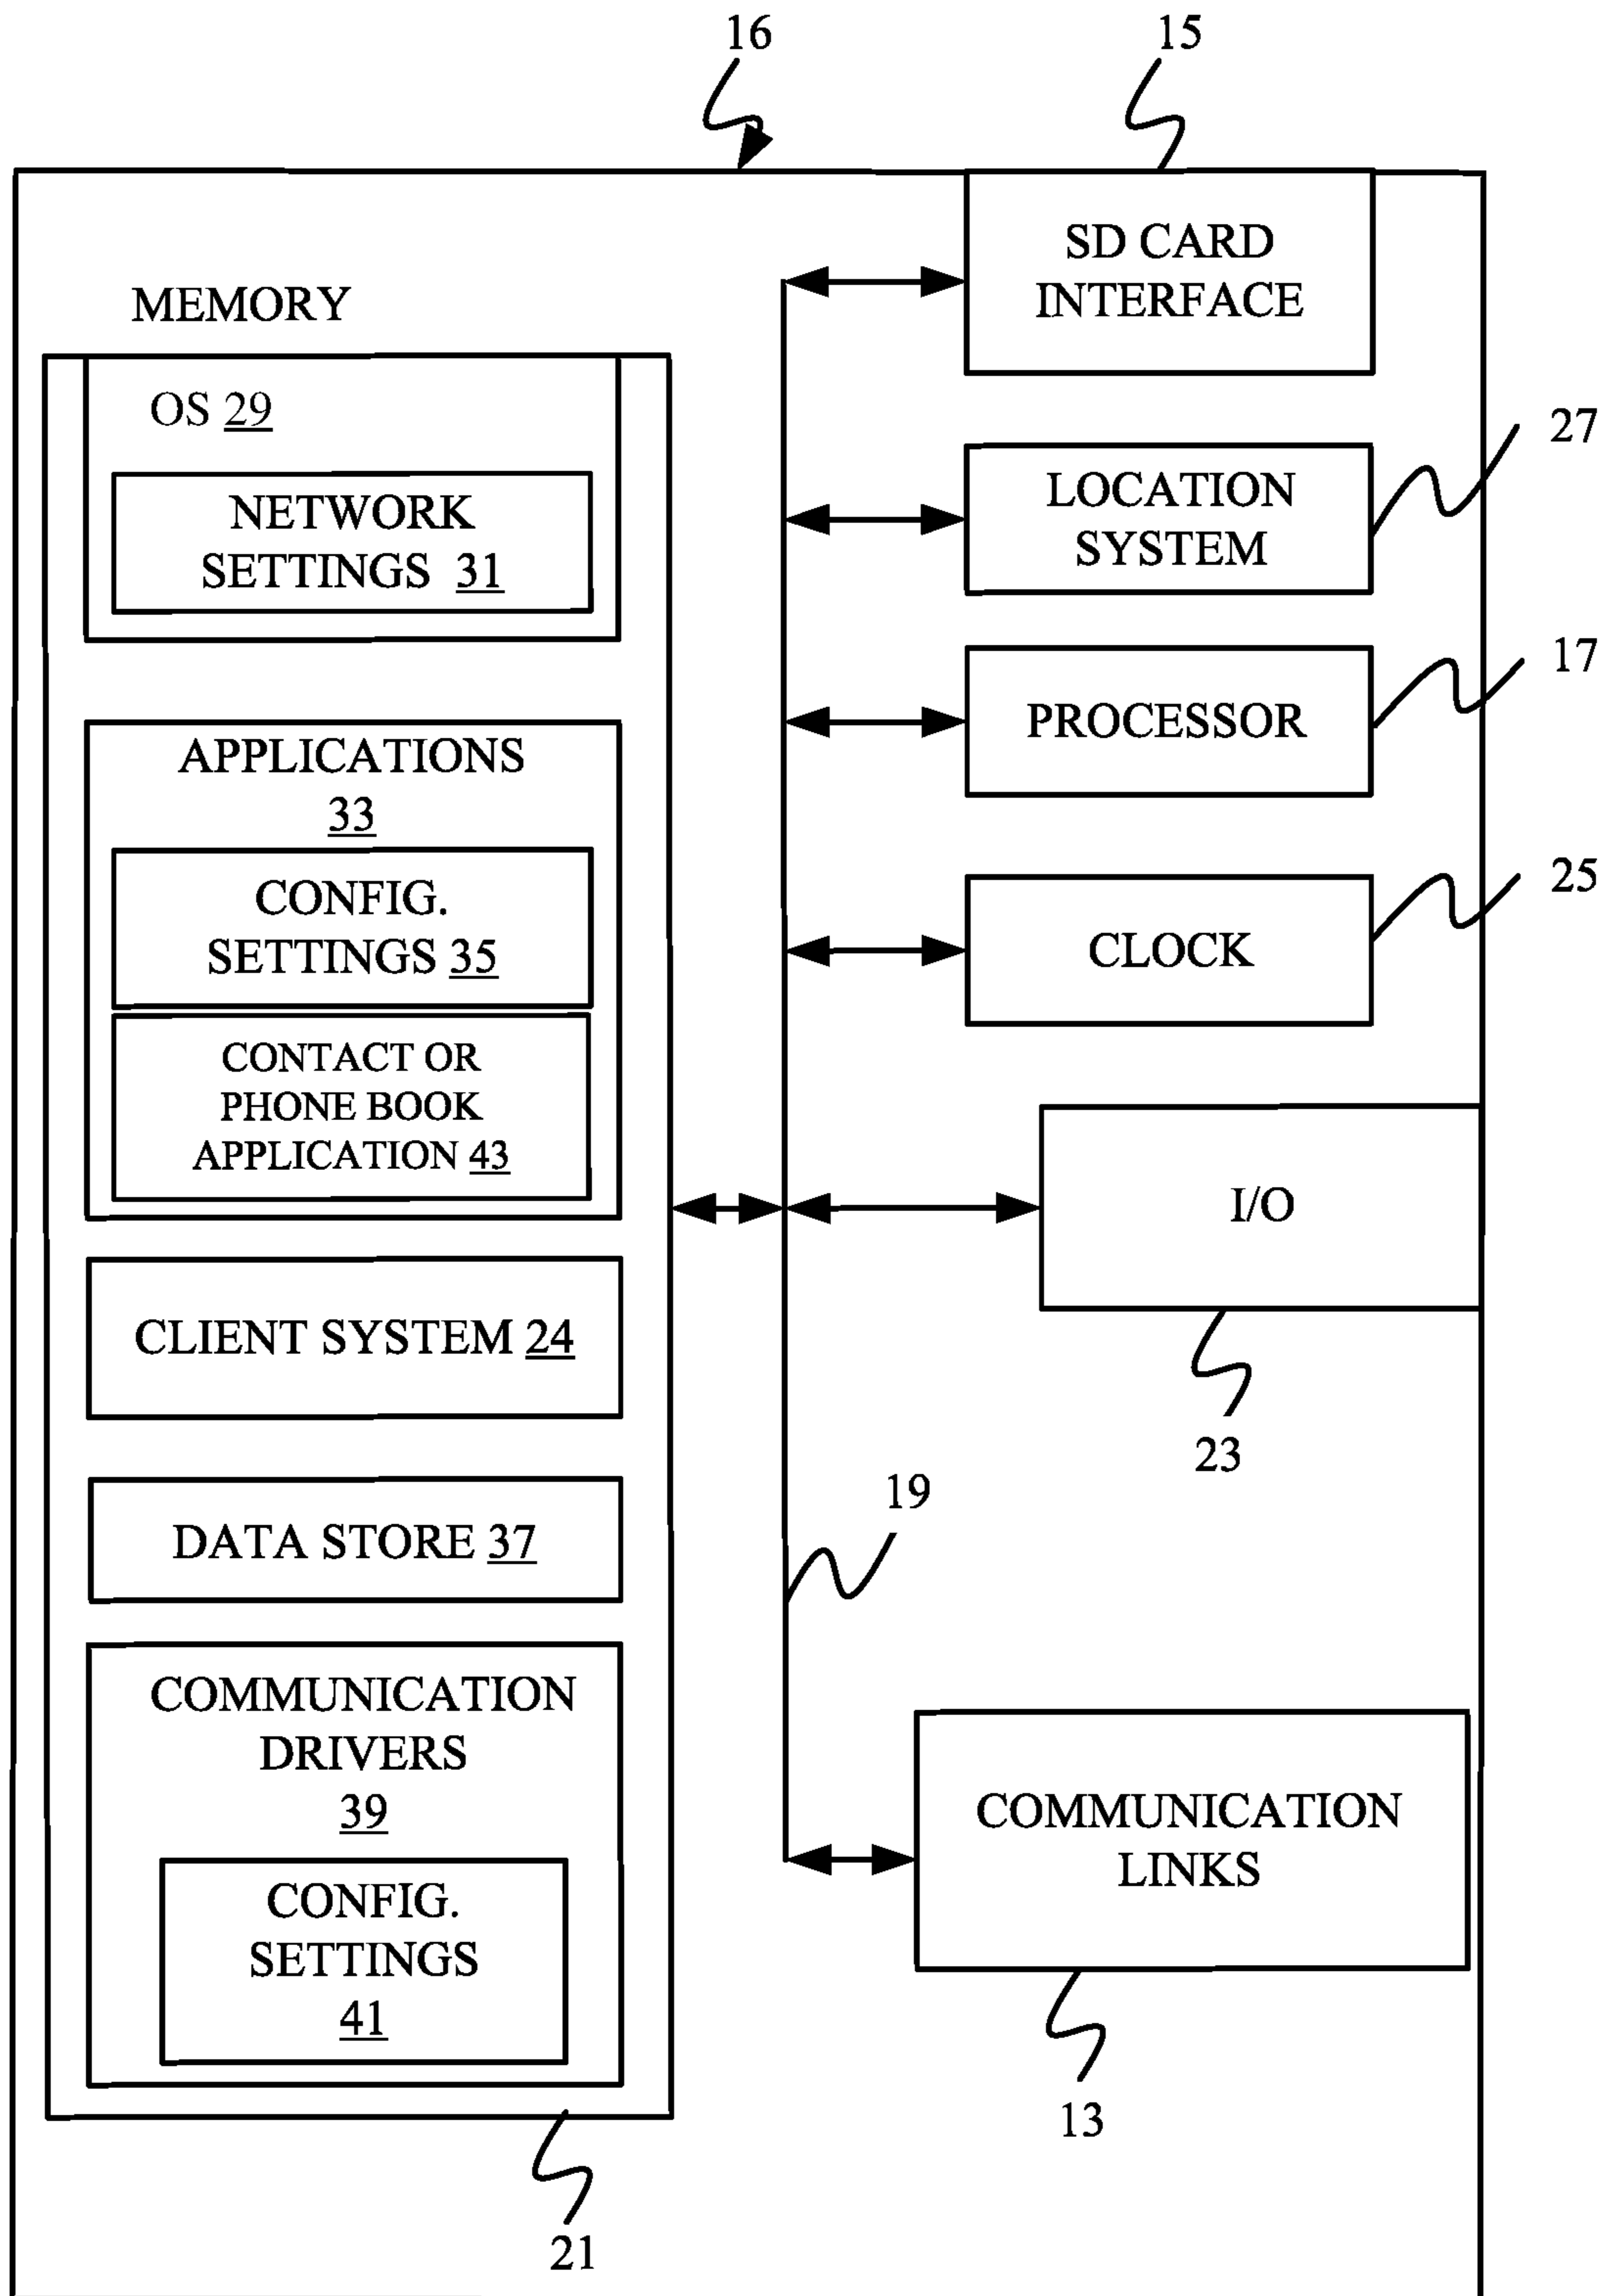 16
15
SD CARD
INTERFACE
MEMORY
OS 29
NETWORK
SETTINGS 31
APPLICATIONS
33
CONFIG.
SETTINGS 35
CONTACT OR
PHONE BOOK
APPLICATION 43
CLIENT SYSTEM 24
DATA STORE 37
COMMUNICATION
DRIVERS
39
CONFIG.
SETTINGS
41
21
27
LOCATION
SYSTEM
17
PROCESSOR
25
CLOCK
I/O
23
19
COMMUNICATION
LINKS
13